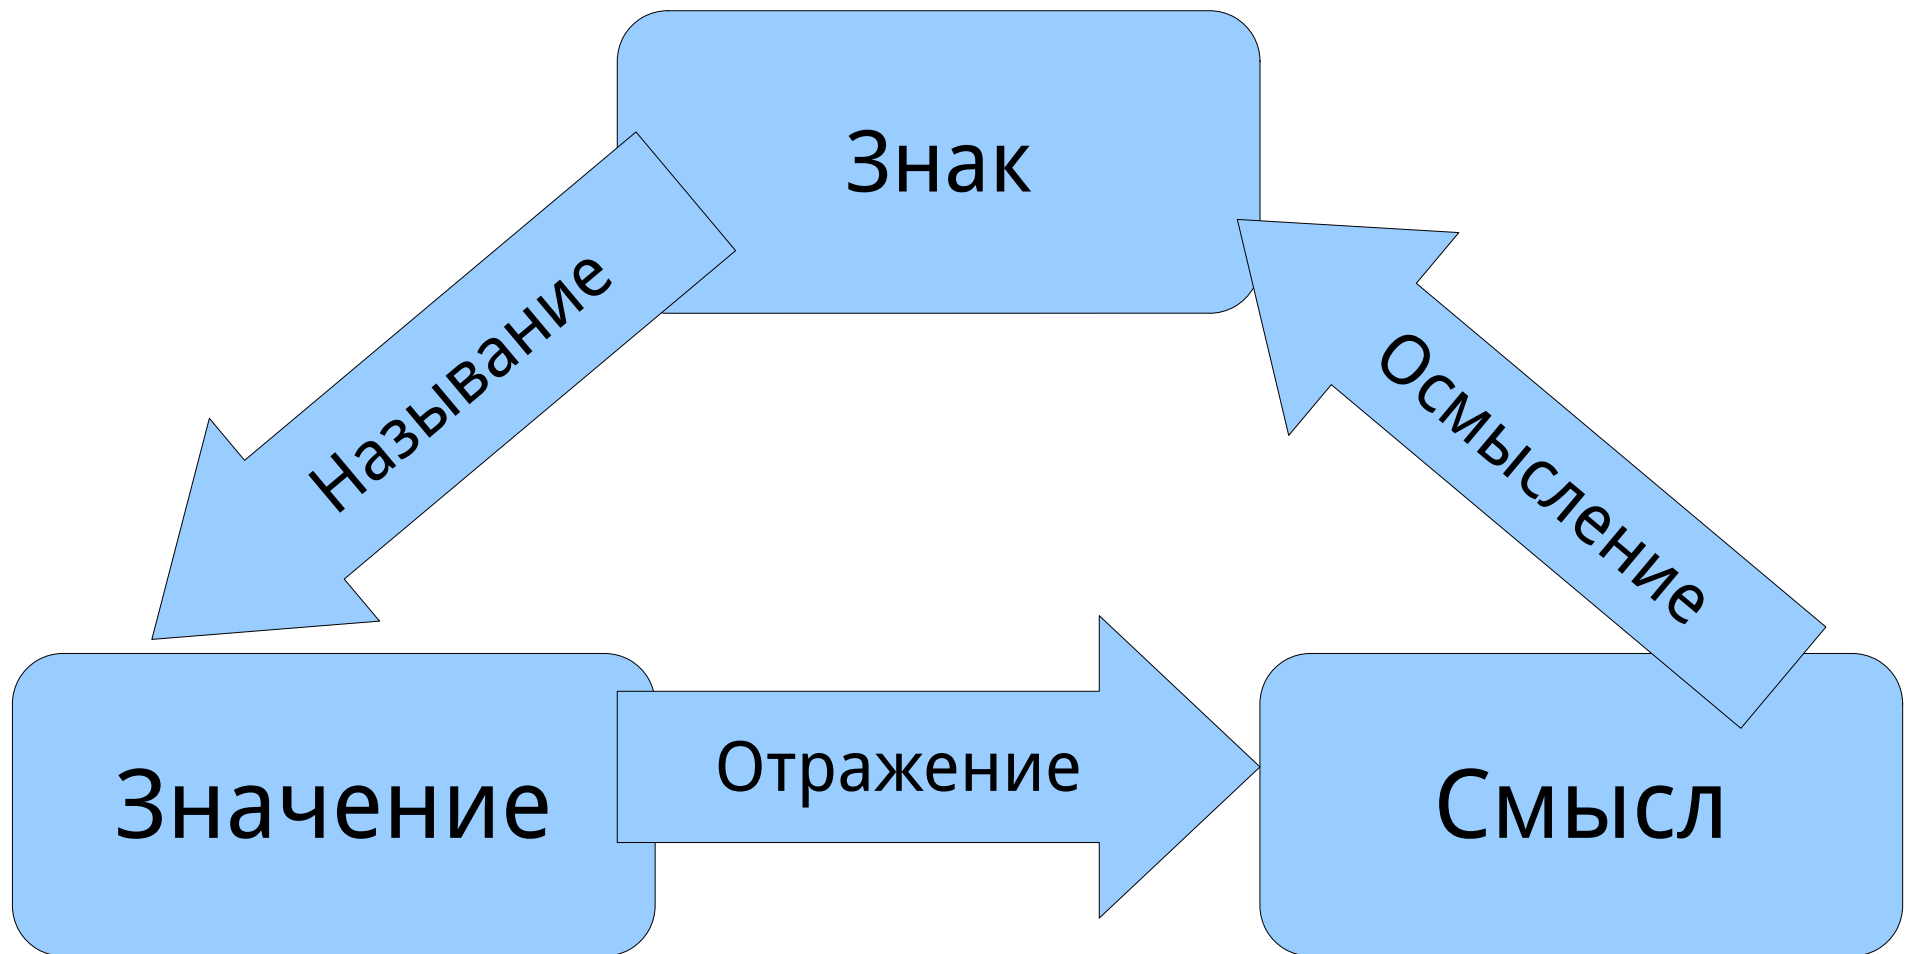 Знак
Называние
Осмысление
Отражение
Значение
Смысл